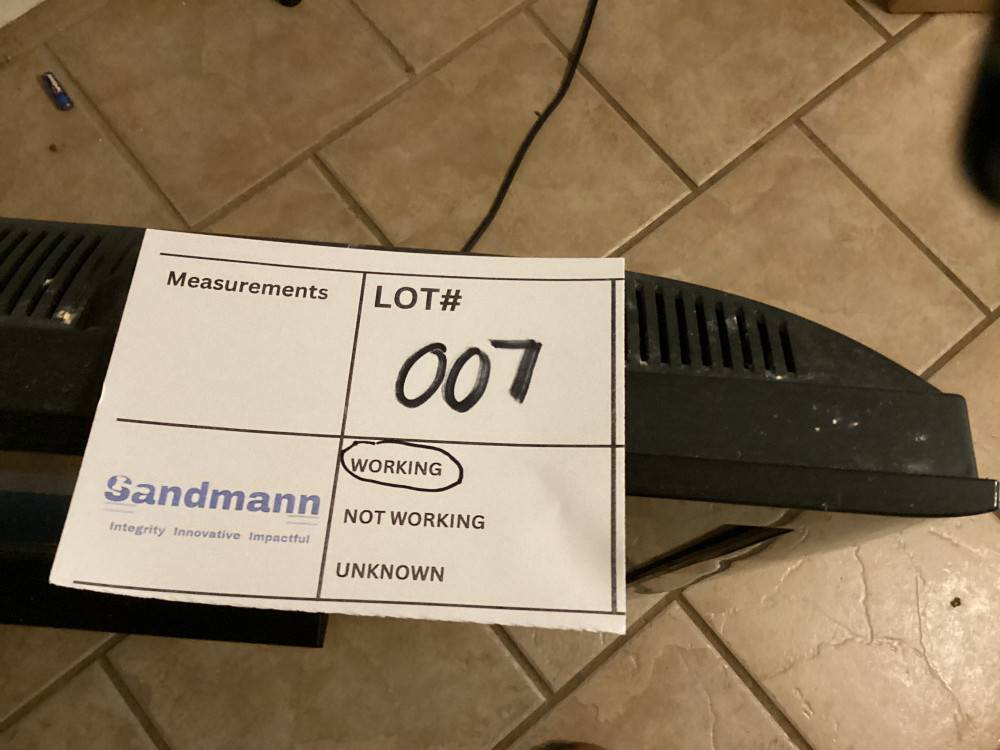 Measurements
LOT#
007
WORKING
NOT WORKING
UNKNOWN
Sandmann
Integrity Innovative Impactful